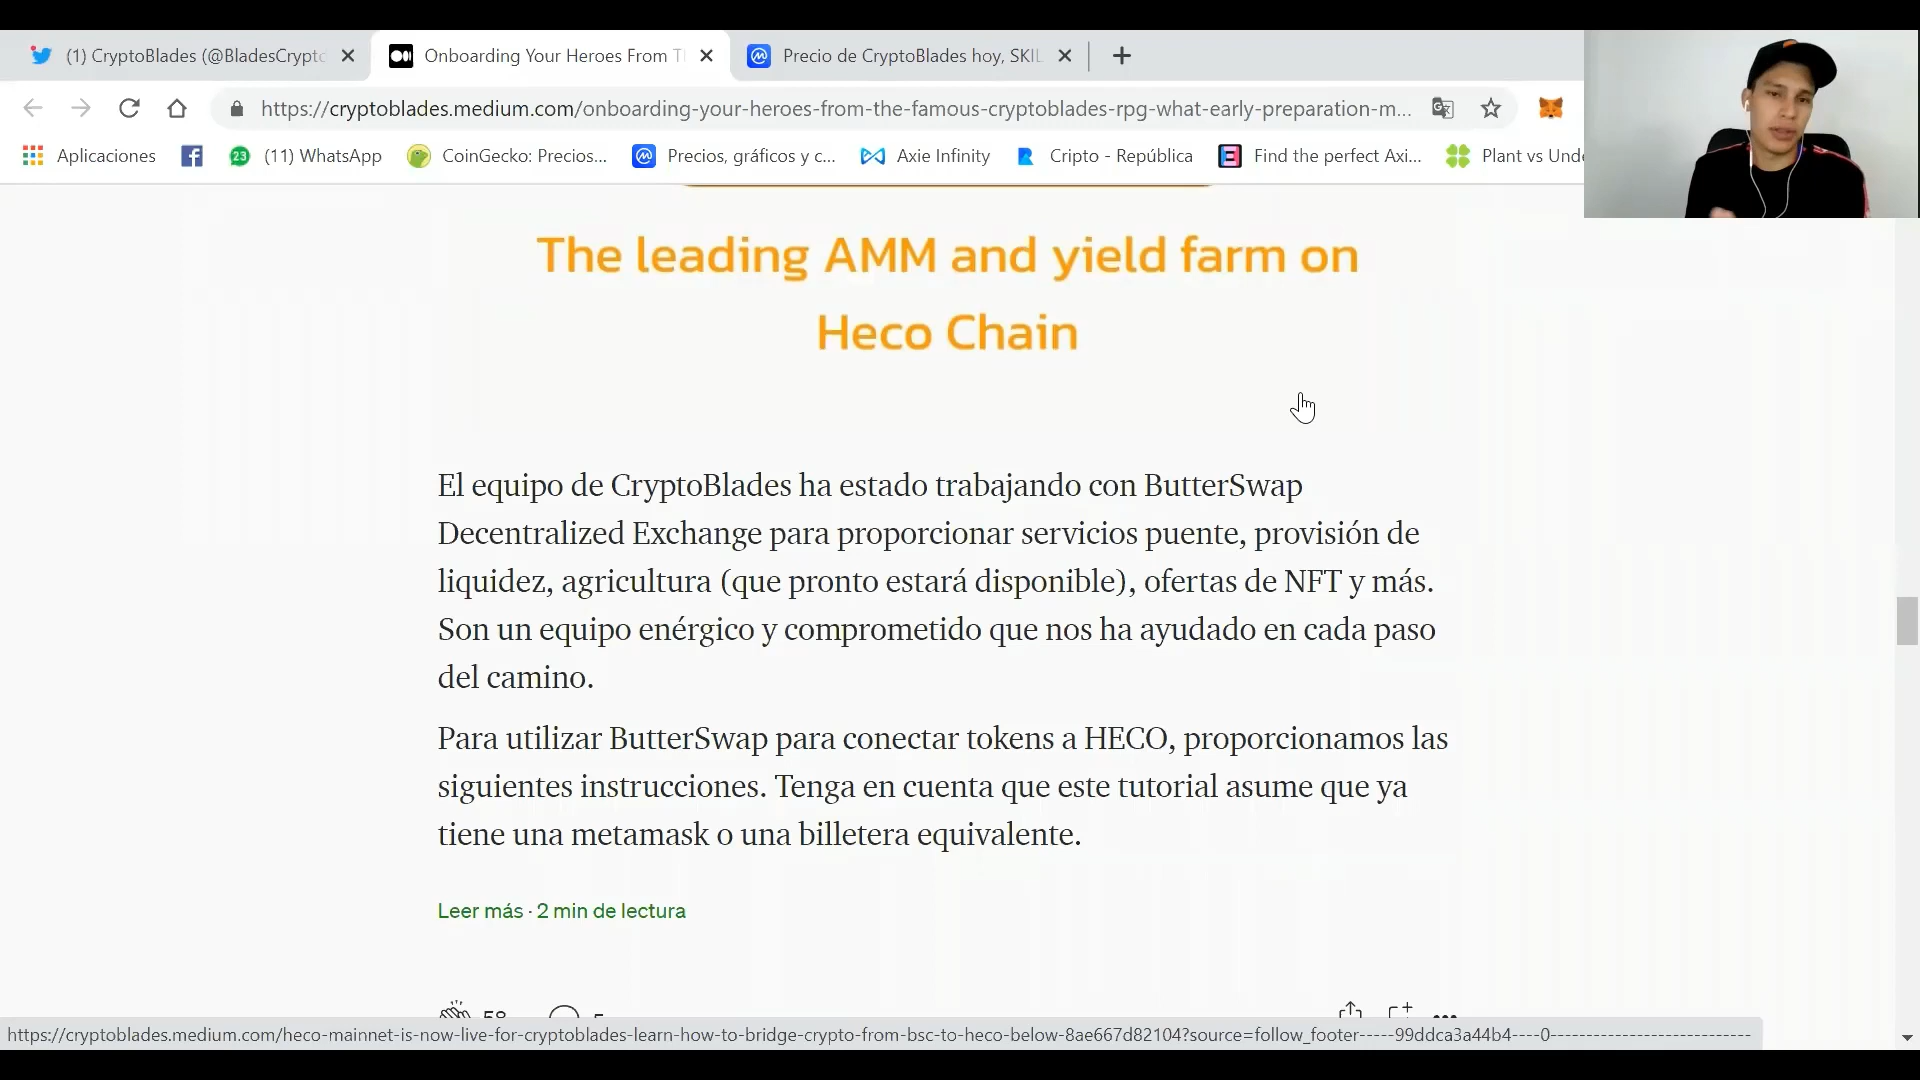 (1) CryptoBlades (@BladesCrypto
Onboarding Your Heroes From T
Precio de CryptoBlades hoy, SKIL
https://cryptoblades.medium.com/onboarding-your-heroes-from-the-famous-cryptoblades-rpg-what-early-preparation-m...
Aplicaciones
23
(11) WhatsApp
CoinGecko: Precios...
Precios, gráficos y c...
Axie Infinity
Cripto - República
Find the perfect Axi...
Plant vs Unde
The leading AMM and yield farm on
Heco Chain
El equipo de CryptoBlades ha estado trabajando con ButterSwap
Decentralized Exchange para proporcionar servicios puente, provisión de
liquidez, agricultura (que pronto estará disponible), ofertas de NFT y más.
Son un equipo enérgico y comprometido que nos ha ayudado en cada paso
del camino.
Para utilizar ButterSwap para conectar tokens a HECO, proporcionamos las
siguientes instrucciones. Tenga en cuenta que este tutorial asume que ya
tiene una metamask o una billetera equivalente.
Leer más · 2 min de lectura
58
https://cryptoblades.medium.com/heco-mainnet-is-now-live-for-cryptoblades-learn-how-to-bridge-crypto-from-bsc-to-heco-below-8ae667d82104?source=follow_footer-----99ddca3a44b4----0----------------------------